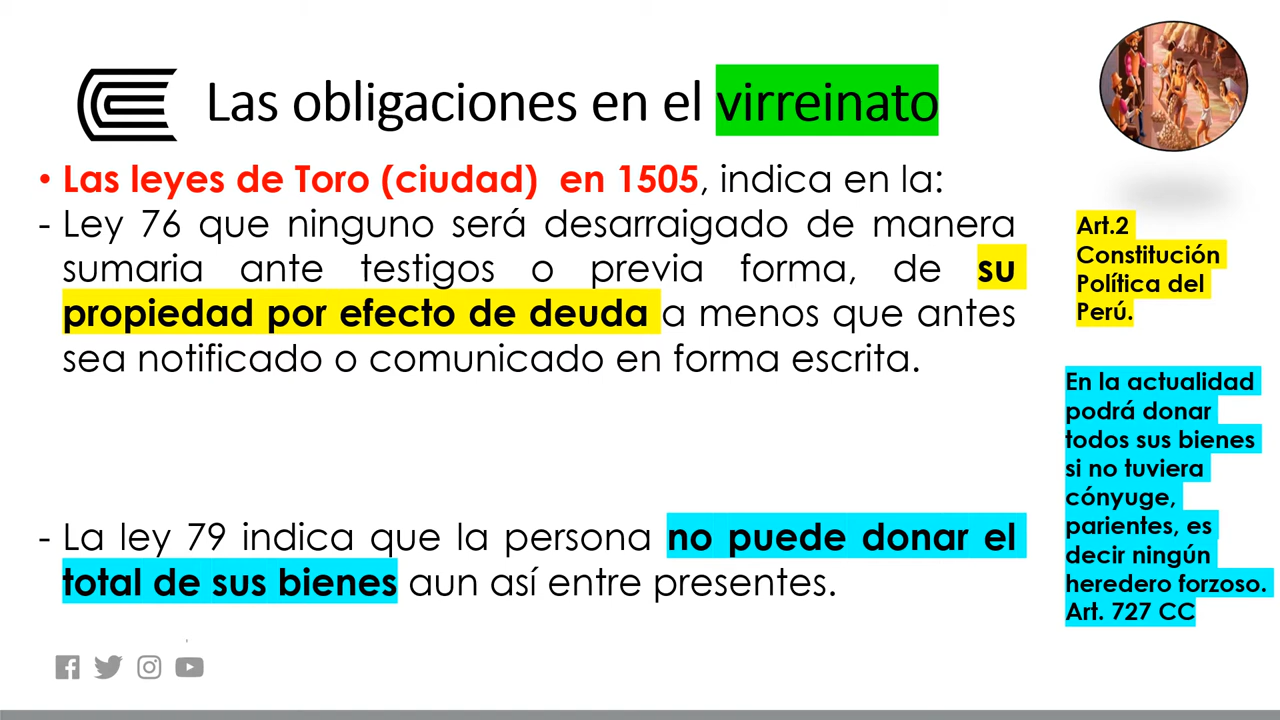 Las obligaciones en el virreinato
• Las leyes de Toro (ciudad) en 1505, indica en la:
- Ley 76 que ninguno será desarraigado de manera
sumaria ante testigos o previa forma, de su
propiedad por efecto de deuda a menos que antes
sea notificado o comunicado en forma escrita.
- La ley 79 indica que la persona no puede donar el
total de sus bienes aun así entre presentes.
Art.2
Constitución
Política del
Perú.
En la actualidad
podrá donar
todos sus bienes
si no tuviera
cónyuge,
parientes, es
decir ningún
heredero forzoso.
Art. 727 CC